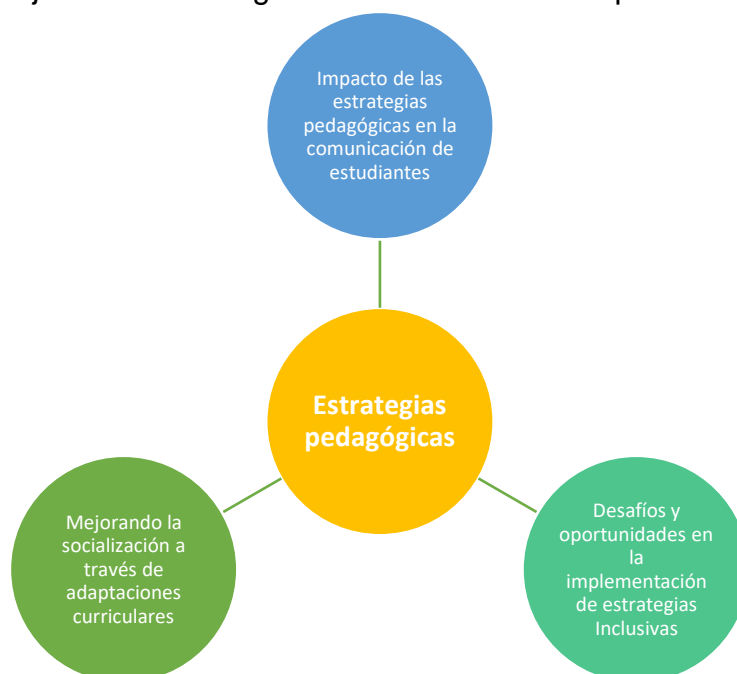 Impacto de las
estrategias
pedagógicas en la
comunicación de
estudiantes
Estrategias
pedagógicas
Mejorando la
socialización a
través de
adaptaciones
curriculares
Desafíos y
oportunidades en
la
implementación
de estrategias
Inclusivas